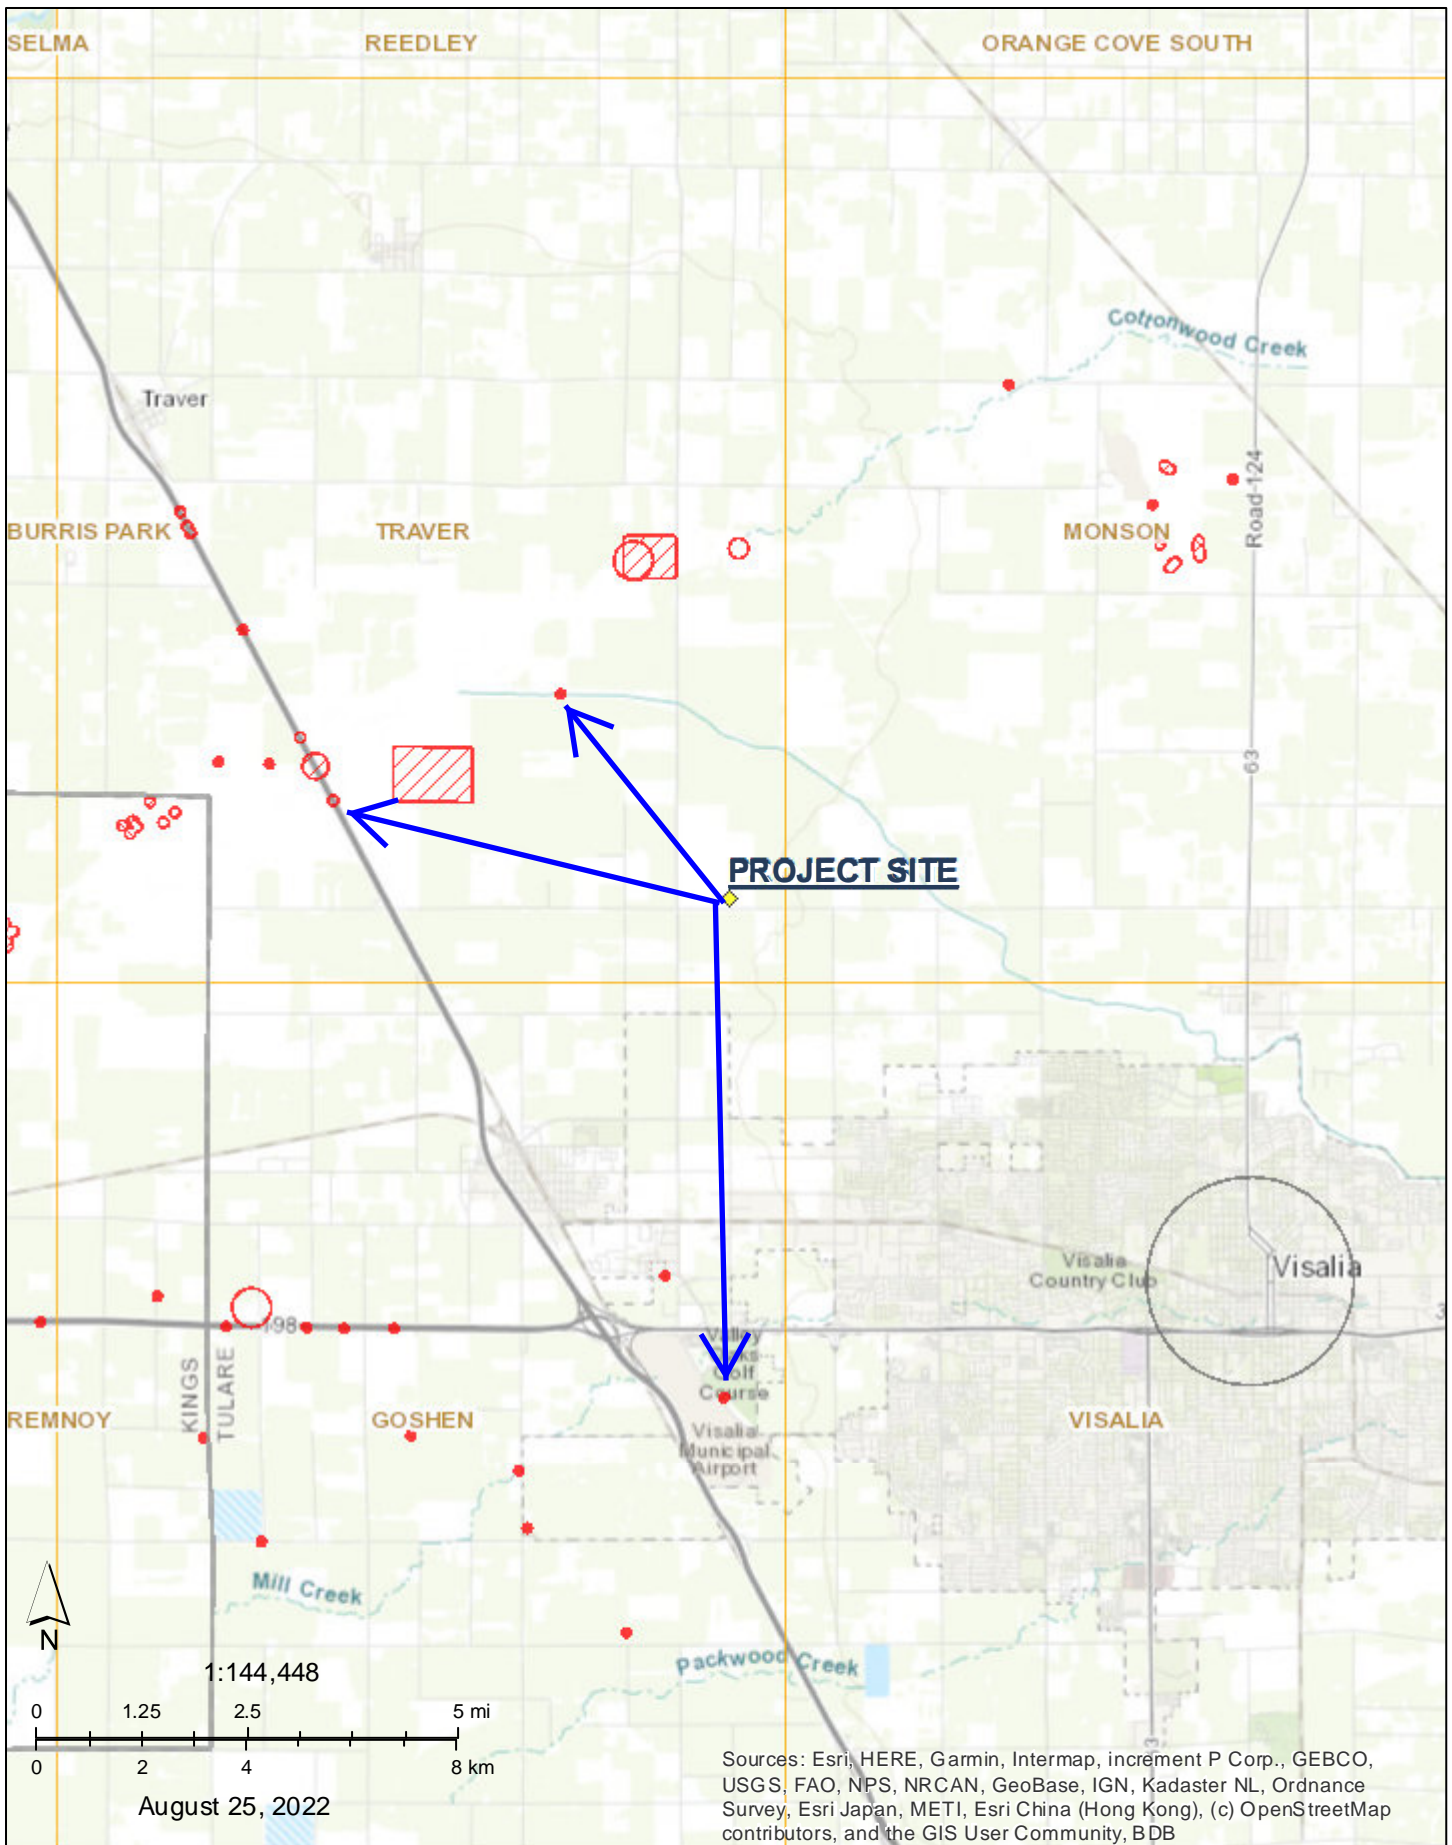 SELMA
REEDLEY
ORANGE COVE SOUTH
Cottonwood Creek
Traver
Road 124
BURRIS PARK
TRAVER
MONSON
63
PROJECT SITE
Visalia
Country Club
Visalia
198
Valley
Oaks
Golf
Course
KINGS
TULARE
REMNOY
GOSHEN
VISALIA
Visalia
Municipal
Airport
Mill Creek
N
Packwood Creek
1:144,448
0 1.25 2.5 5 mi
0 2 4 8 km
August 25, 2022
Sources: Esri, HERE, Garmin, Intermap, increment P Corp., GEBCO,
USGS, FAO, NPS, NRCAN, GeoBase, IGN, Kadaster NL, Ordnance
Survey, Esri Japan, METI, Esri China (Hong Kong), (c) OpenStreetMap
contributors, and the GIS User Community, BDB